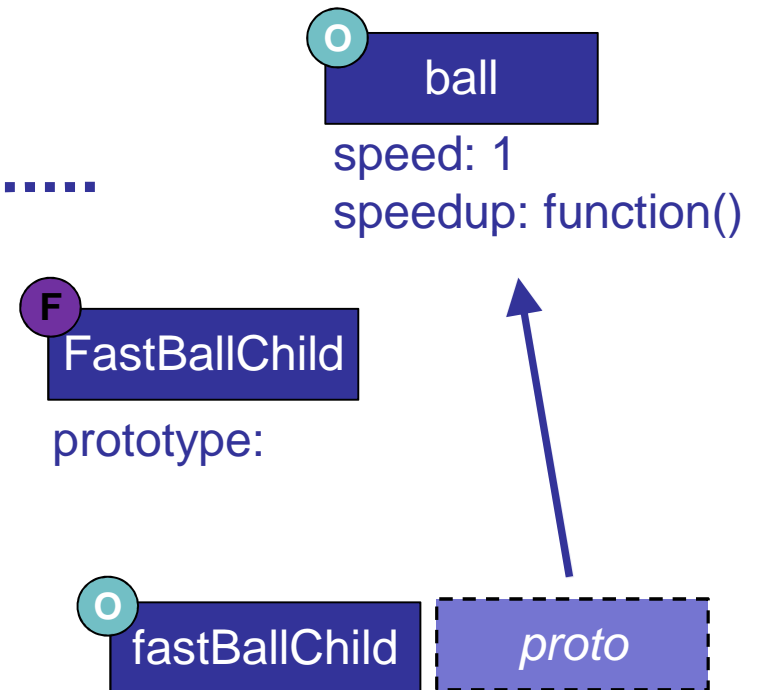 O
ball
speed: 1
speedup: function()
F
FastBallChild
prototype:
O
fastBallChild
proto